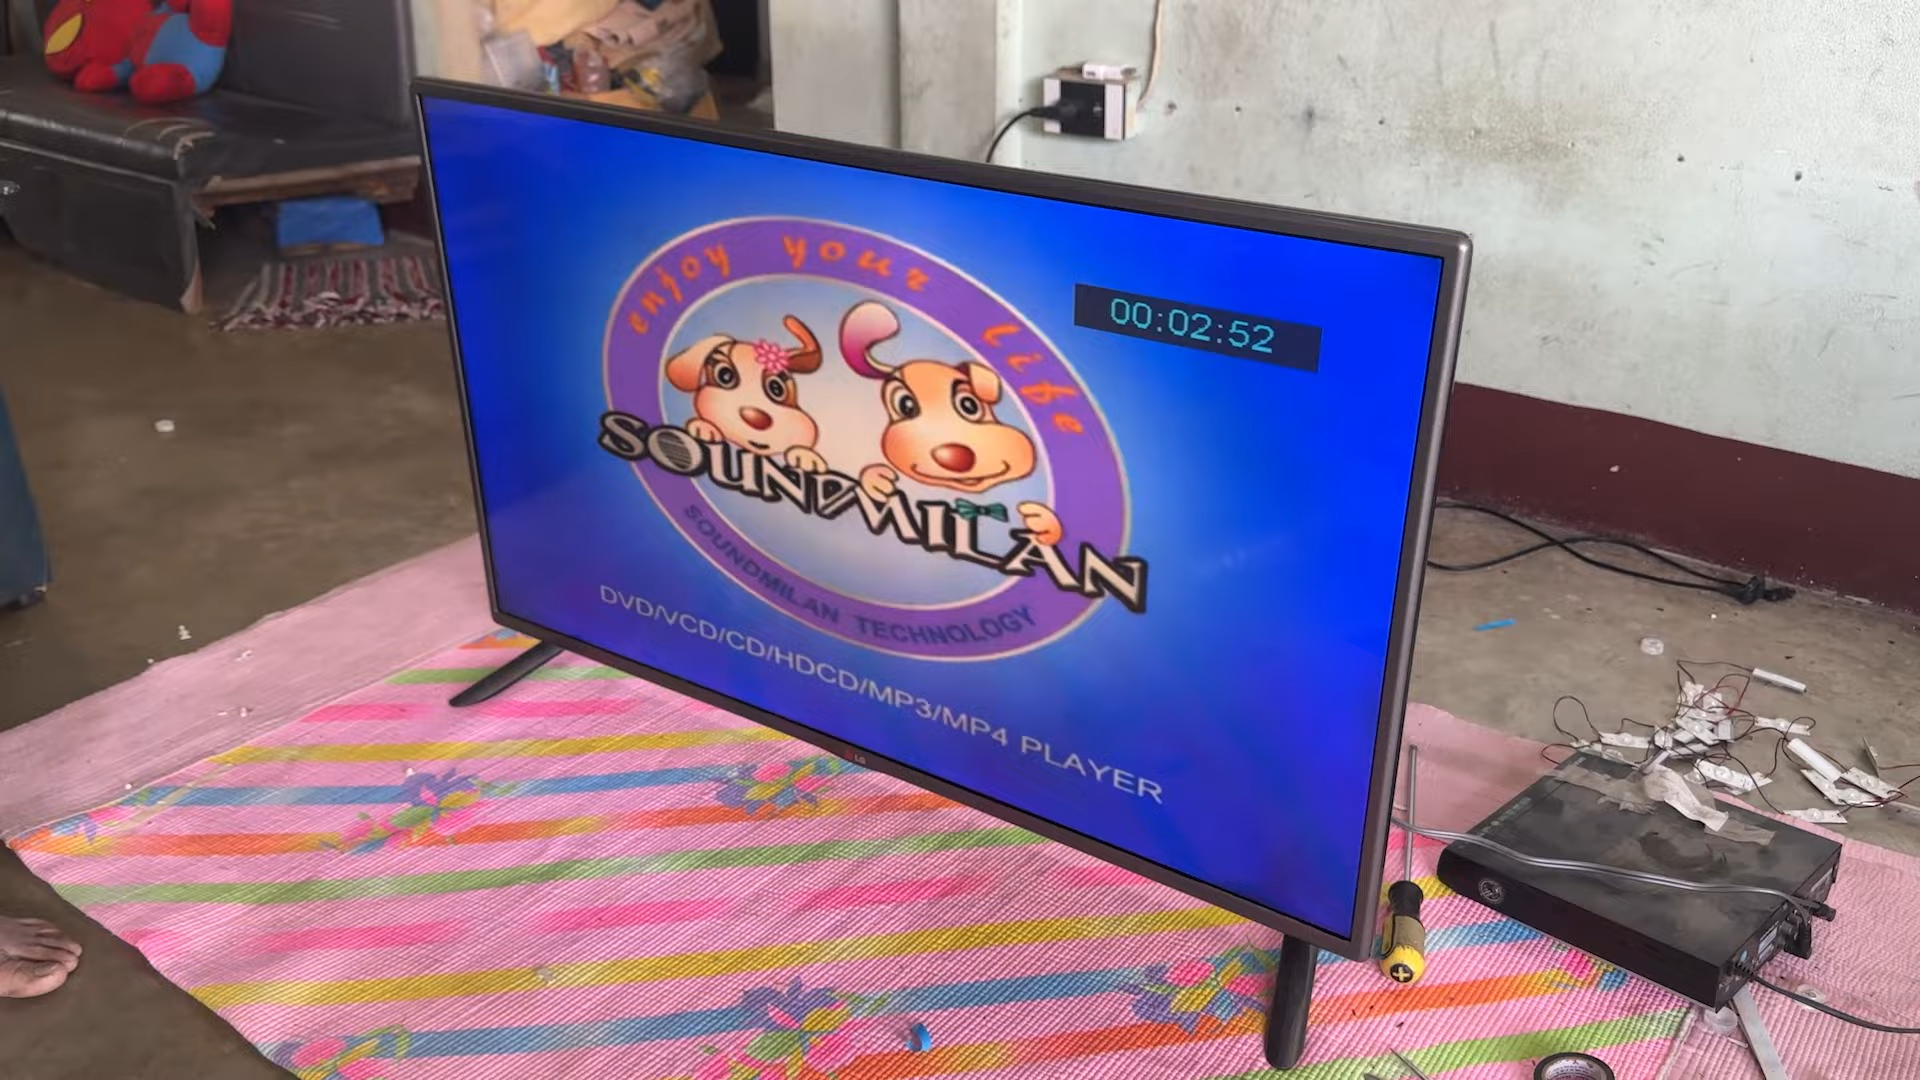 enjoy your life
00:02:52
SOUNDMILAN
SOUNDMILAN TECHNOLOGY
DVD/VCD/CD/HDCD/MP3/MP4 PLAYER
LG